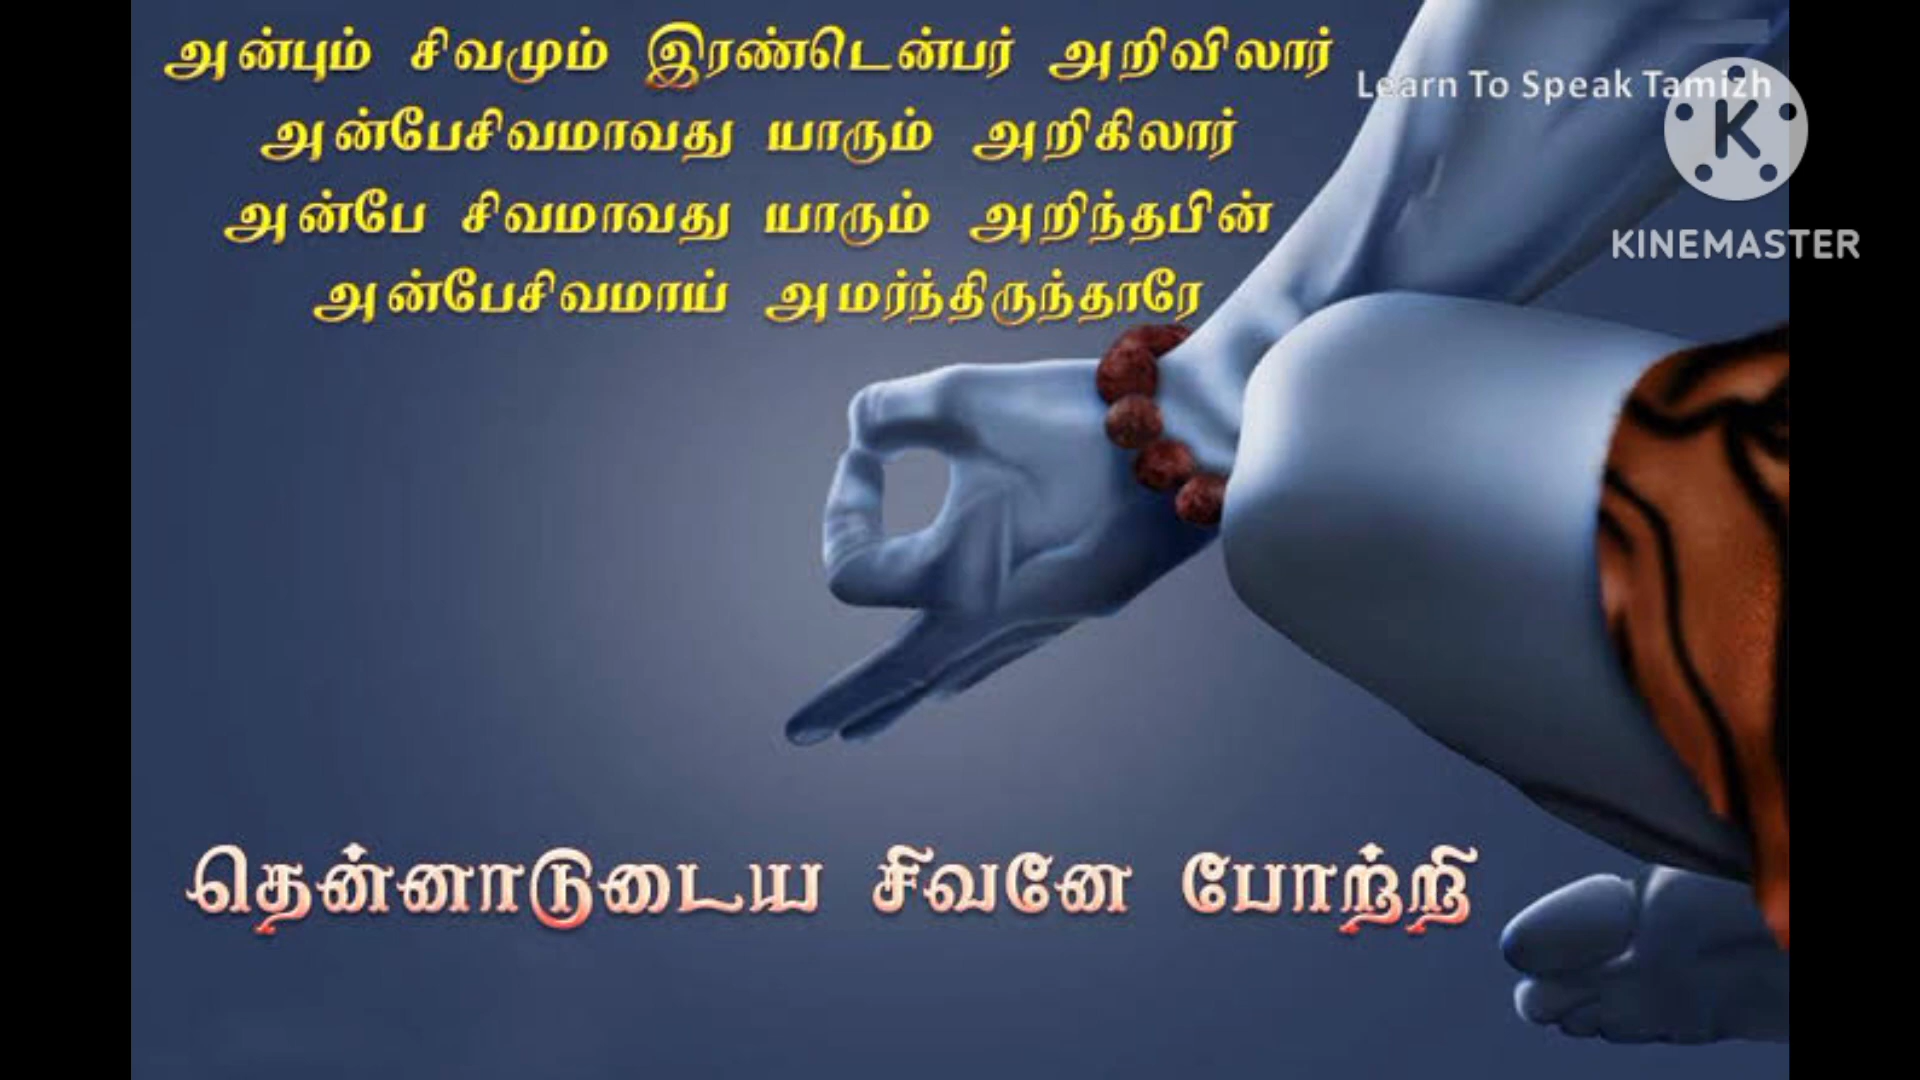 அன்பும் சிவமும் இரண்டென்பர் அறிவிலார்
Learn To Speak Tamizh
அன்பேசிவமாவது யாரும் அறிகிலார்
அன்பே சிவமாவது யாரும் அறிந்தபின்
அன்பேசிவமாய் அமர்ந்திருந்தாரே
K
KINEMASTER
தென்னாடுடைய சிவனே போற்றி